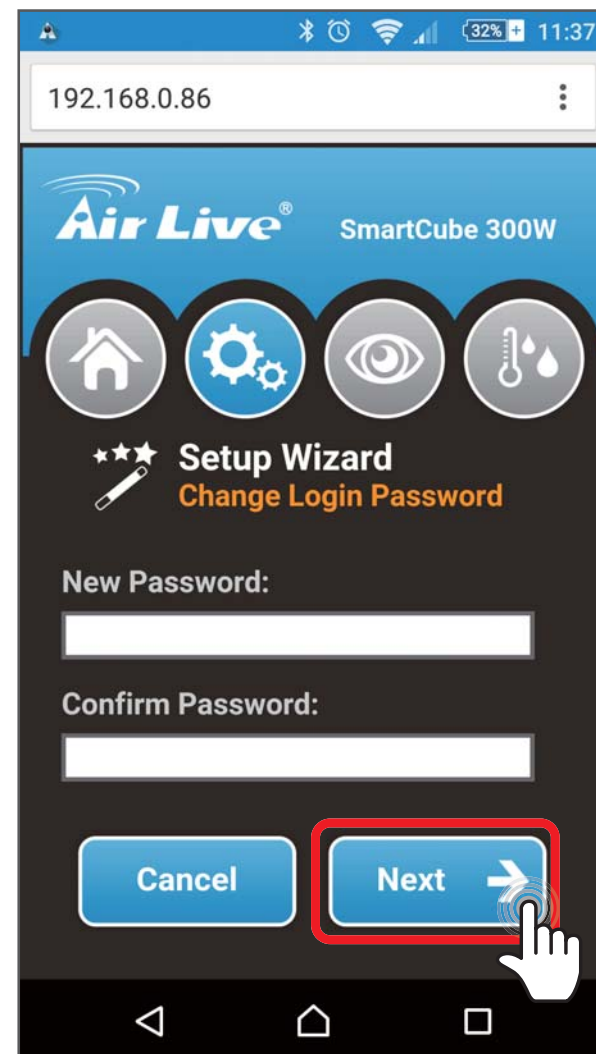 32% 11:37
192.168.0.86
Air Live® SmartCube 300W
Setup Wizard
Change Login Password
New Password:
Confirm Password:
Cancel Next